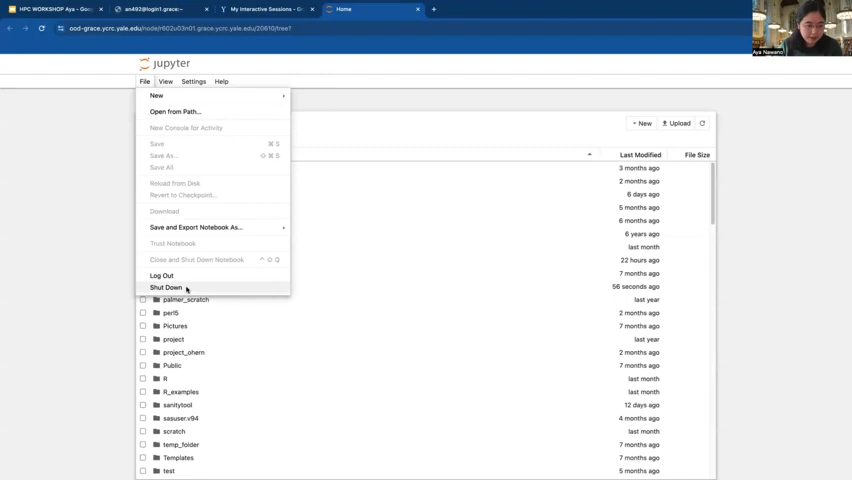 HPC WORKSHOP Aya - Goo
an492@login1.grace:~
My Interactive Sessions - Gr
Home
ood-grace.ycrc.yale.edu/node/r602u03n01.grace.ycrc.yale.edu/20610/tree?
Aya Nawano
jupyter
File View Settings Help
New
Open from Path...
New Console for Activity
Save ⌘ S
Save As... ⇧ ⌘ S
Save All
Reload from Disk
Revert to Checkpoint...
Download
Save and Export Notebook As...
Trust Notebook
Close and Shut Down Notebook ^ ⇧ Q
Log Out
Shut Down
New Upload
Last Modified File Size
3 months ago
2 months ago
6 days ago
5 months ago
6 months ago
6 years ago
last month
22 hours ago
7 months ago
56 seconds ago
palmer_scratch last year
perl5 2 months ago
Pictures 7 months ago
project last year
project_ohern 2 months ago
Public 7 months ago
R last month
R_examples last month
sanitytool 12 days ago
sasuser.v94 4 months ago
scratch last month
temp_folder 7 months ago
Templates 7 months ago
test 5 months ago